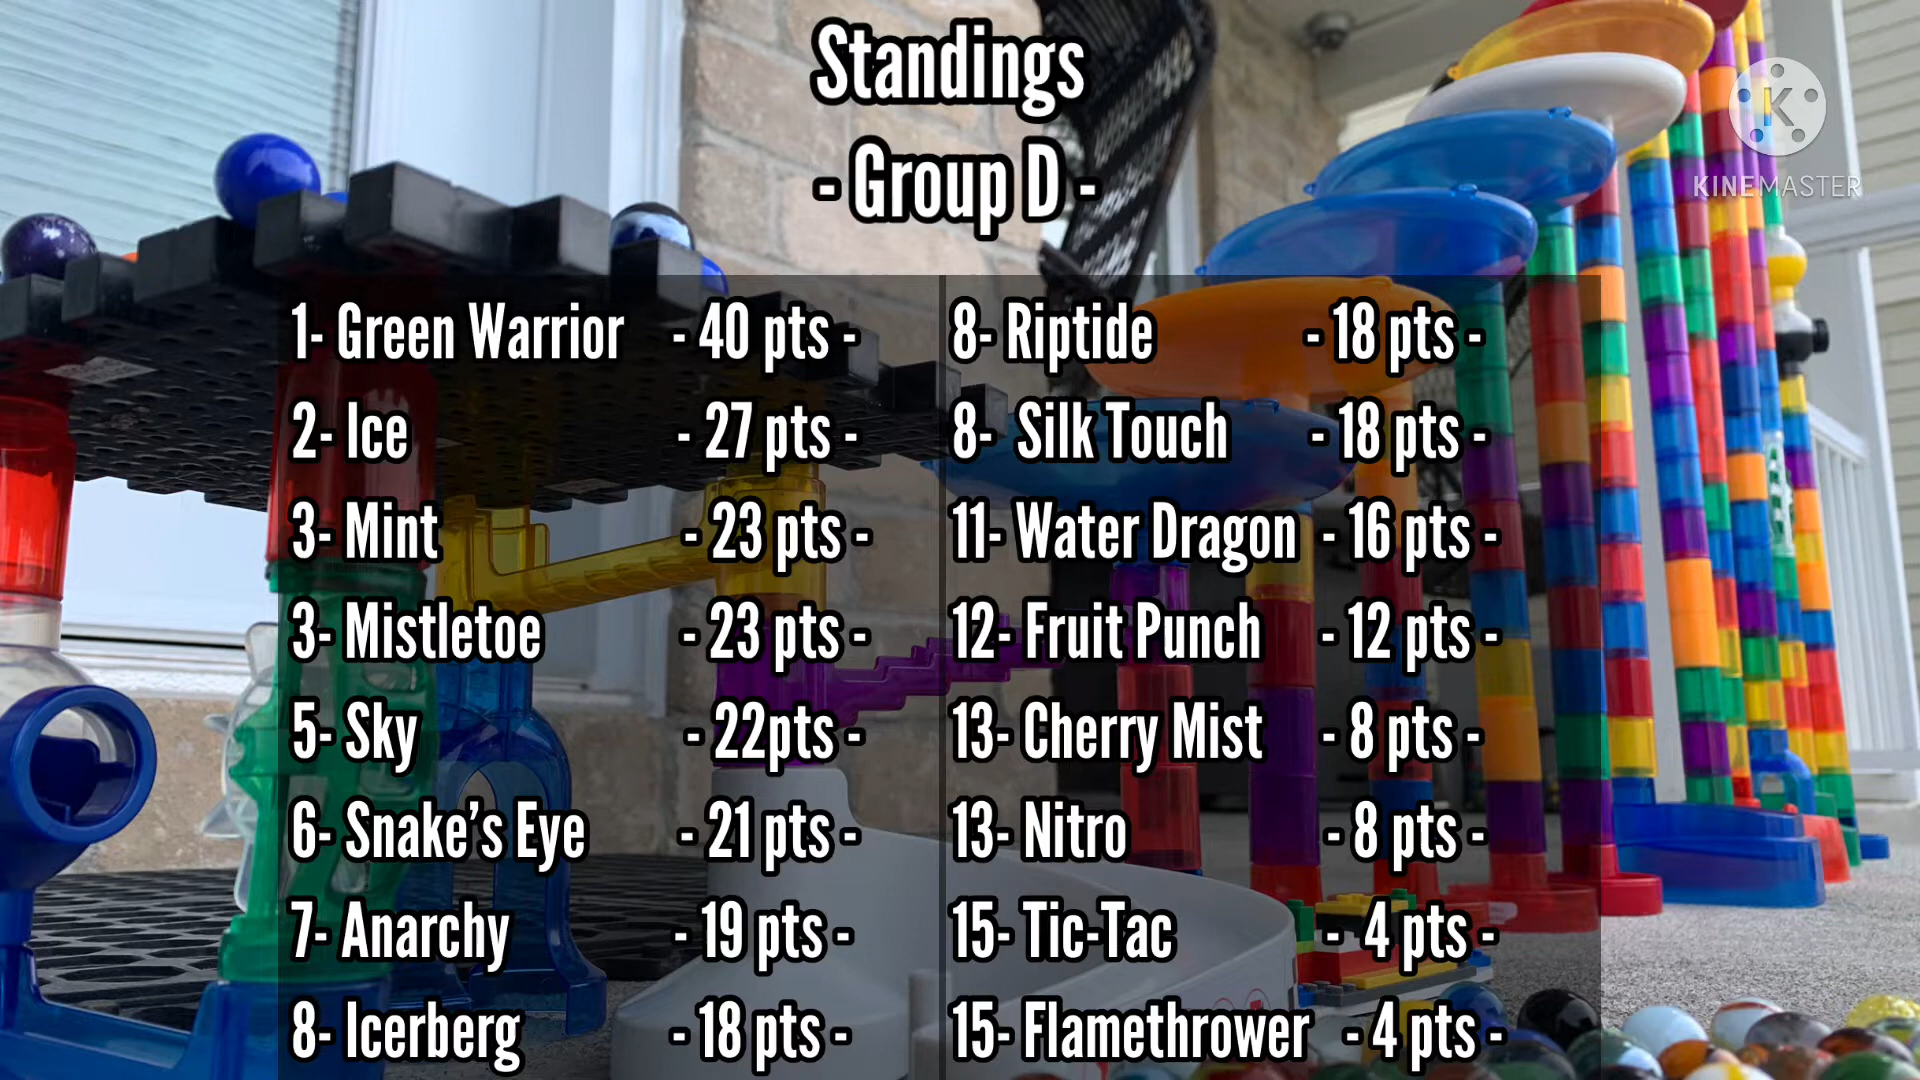 Standings
- Group D -
1- Green Warrior - 40 pts -
2- Ice - 27 pts -
3- Mint - 23 pts -
3- Mistletoe - 23 pts -
5- Sky - 22pts -
6- Snake’s Eye - 21 pts -
7- Anarchy - 19 pts -
8- Icerberg - 18 pts -
8- Riptide - 18 pts -
8- Silk Touch - 18 pts -
11- Water Dragon - 16 pts -
12- Fruit Punch - 12 pts -
13- Cherry Mist - 8 pts -
13- Nitro - 8 pts -
15- Tic-Tac - 4 pts -
15- Flamethrower - 4 pts -
K
KINEMASTER